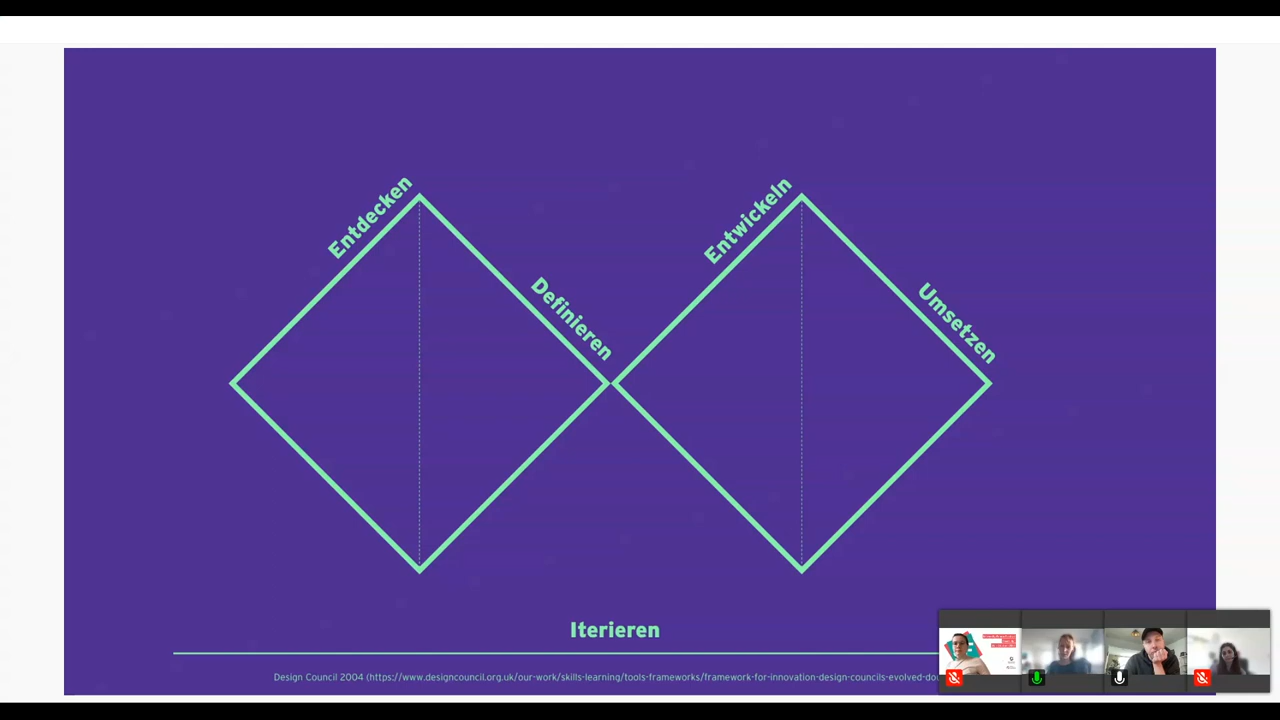 Entdecken
Definieren
Entwickeln
Umsetzen
Iterieren
Design Council 2004 (https://www.designcouncil.org.uk/our-work/skills-learning/tools-frameworks/framework-for-innovation-design-councils-evolved-dou